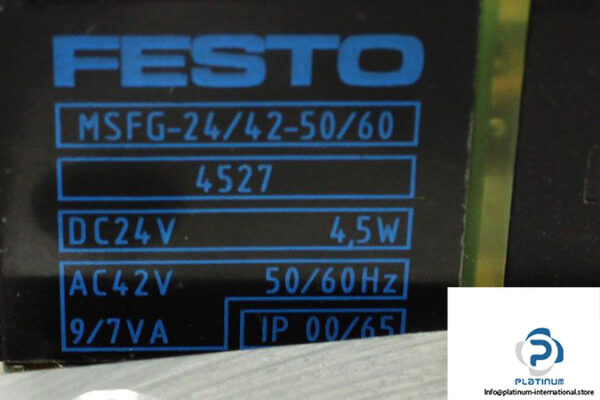 FESTO
MSFG-24/42-50/60
4527
DC24V 4,5W
AC42V 50/60Hz
9/7VA IP 00/65
PLATINUM
Info@platinum-international.store